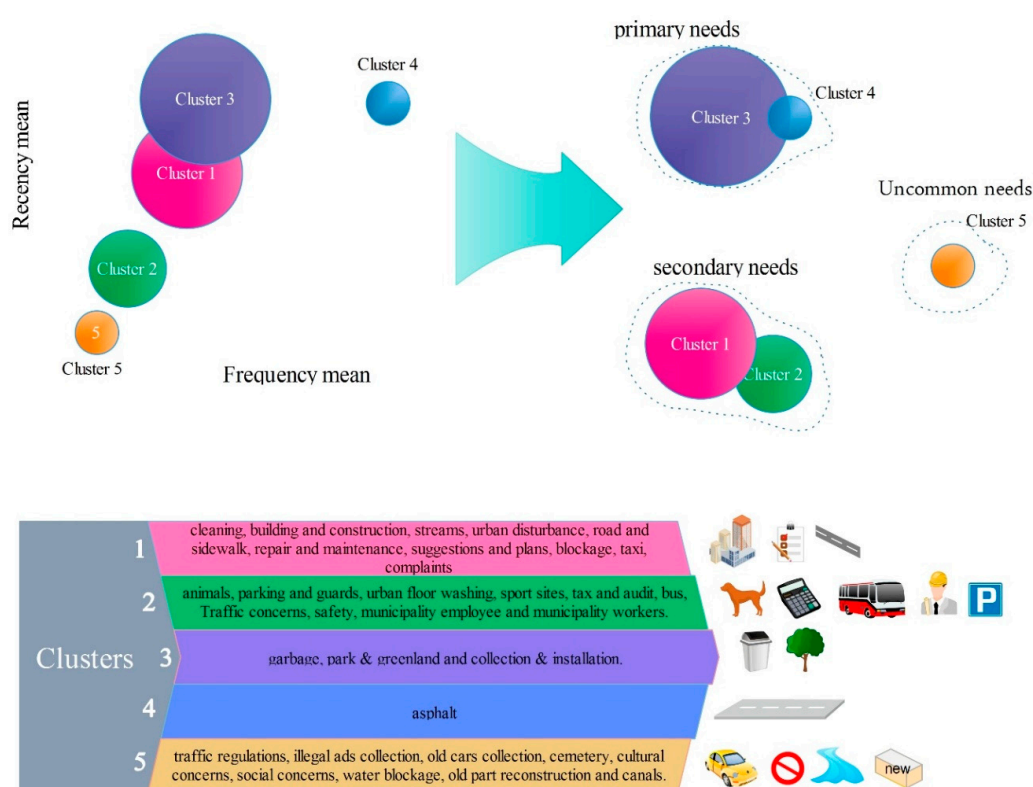 primary needs
Cluster 4
Cluster 3
Cluster 4
Cluster 3
Recency mean
Cluster 1
Uncommon needs
Cluster 5
Cluster 2
secondary needs
5
Cluster 1
Cluster 5
Cluster 2
Frequency mean
Clusters
1
cleaning, building and construction, streams, urban disturbance, road and
sidewalk, repair and maintenance, suggestions and plans, blockage, taxi,
complaints
2
animals, parking and guards, urban floor washing, sport sites, tax and audit, bus,
Traffic concerns, safety, municipality employee and municipality workers.
P
3
garbage, park & greenland and collection & installation.
4
asphalt
5
traffic regulations, illegal ads collection, old cars collection, cemetery, cultural
concerns, social concerns, water blockage, old part reconstruction and canals.
new